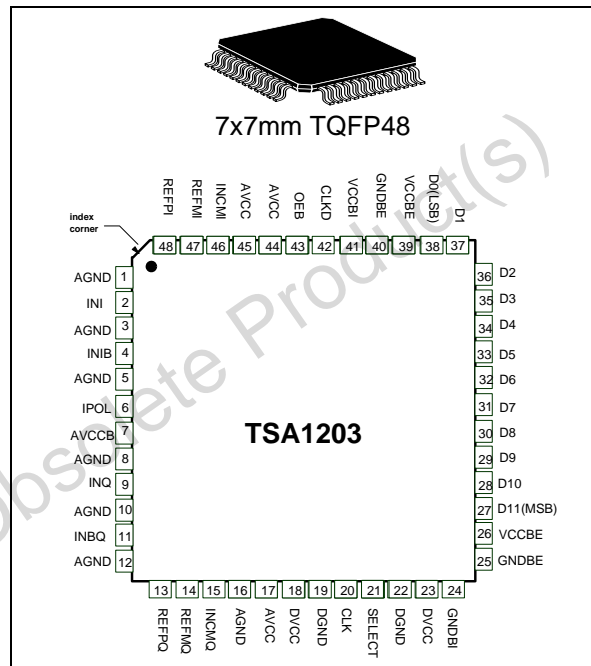 7x7mm TQFP48
index
corner
REFPI
REFMI
INCMI
AVCC
AVCC
OEB
CLKD
VCCBI
GNDBE
VCCBE
D0(LSB)
D1
48 47 46 45 44 43 42 41 40 39 38 37
AGND 1
INI 2
AGND 3
INIB 4
AGND 5
IPOL 6
AVCCB 7
AGND 8
INQ 9
AGND 10
INBQ 11
AGND 12
TSA1203
36 D2
35 D3
34 D4
33 D5
32 D6
31 D7
30 D8
29 D9
28 D10
27 D11(MSB)
26 VCCBE
25 GNDBE
13 14 15 16 17 18 19 20 21 22 23 24
REFPQ
REFMQ
INCMQ
AGND
AVCC
DVCC
DGND
CLK
SELECT
DGND
DVCC
GNDBI
Obsolete Product(s)